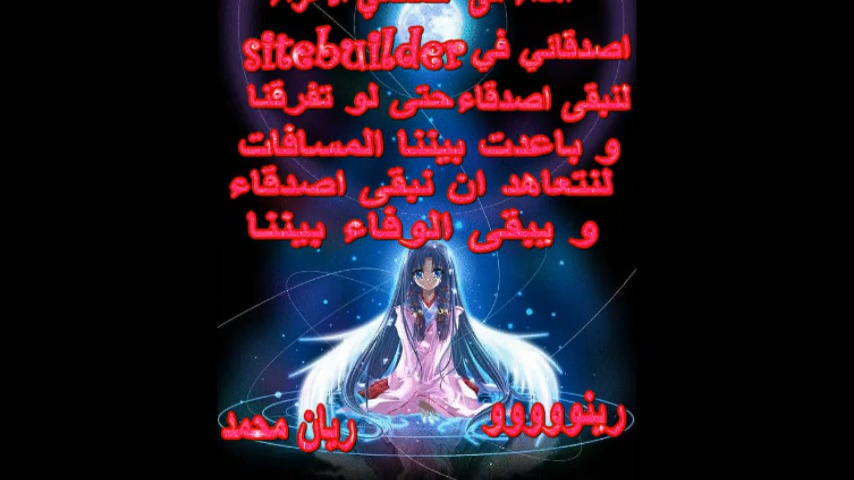 اصدقائي في sitebuilder
لنبقى اصدقاء حتى لو تفرقنا
و باعدت بيننا المسافات
لنتعاهد ان نبقى اصدقاء
و يبقى الوفاء بيننا
رينوووووو
ريان محمد